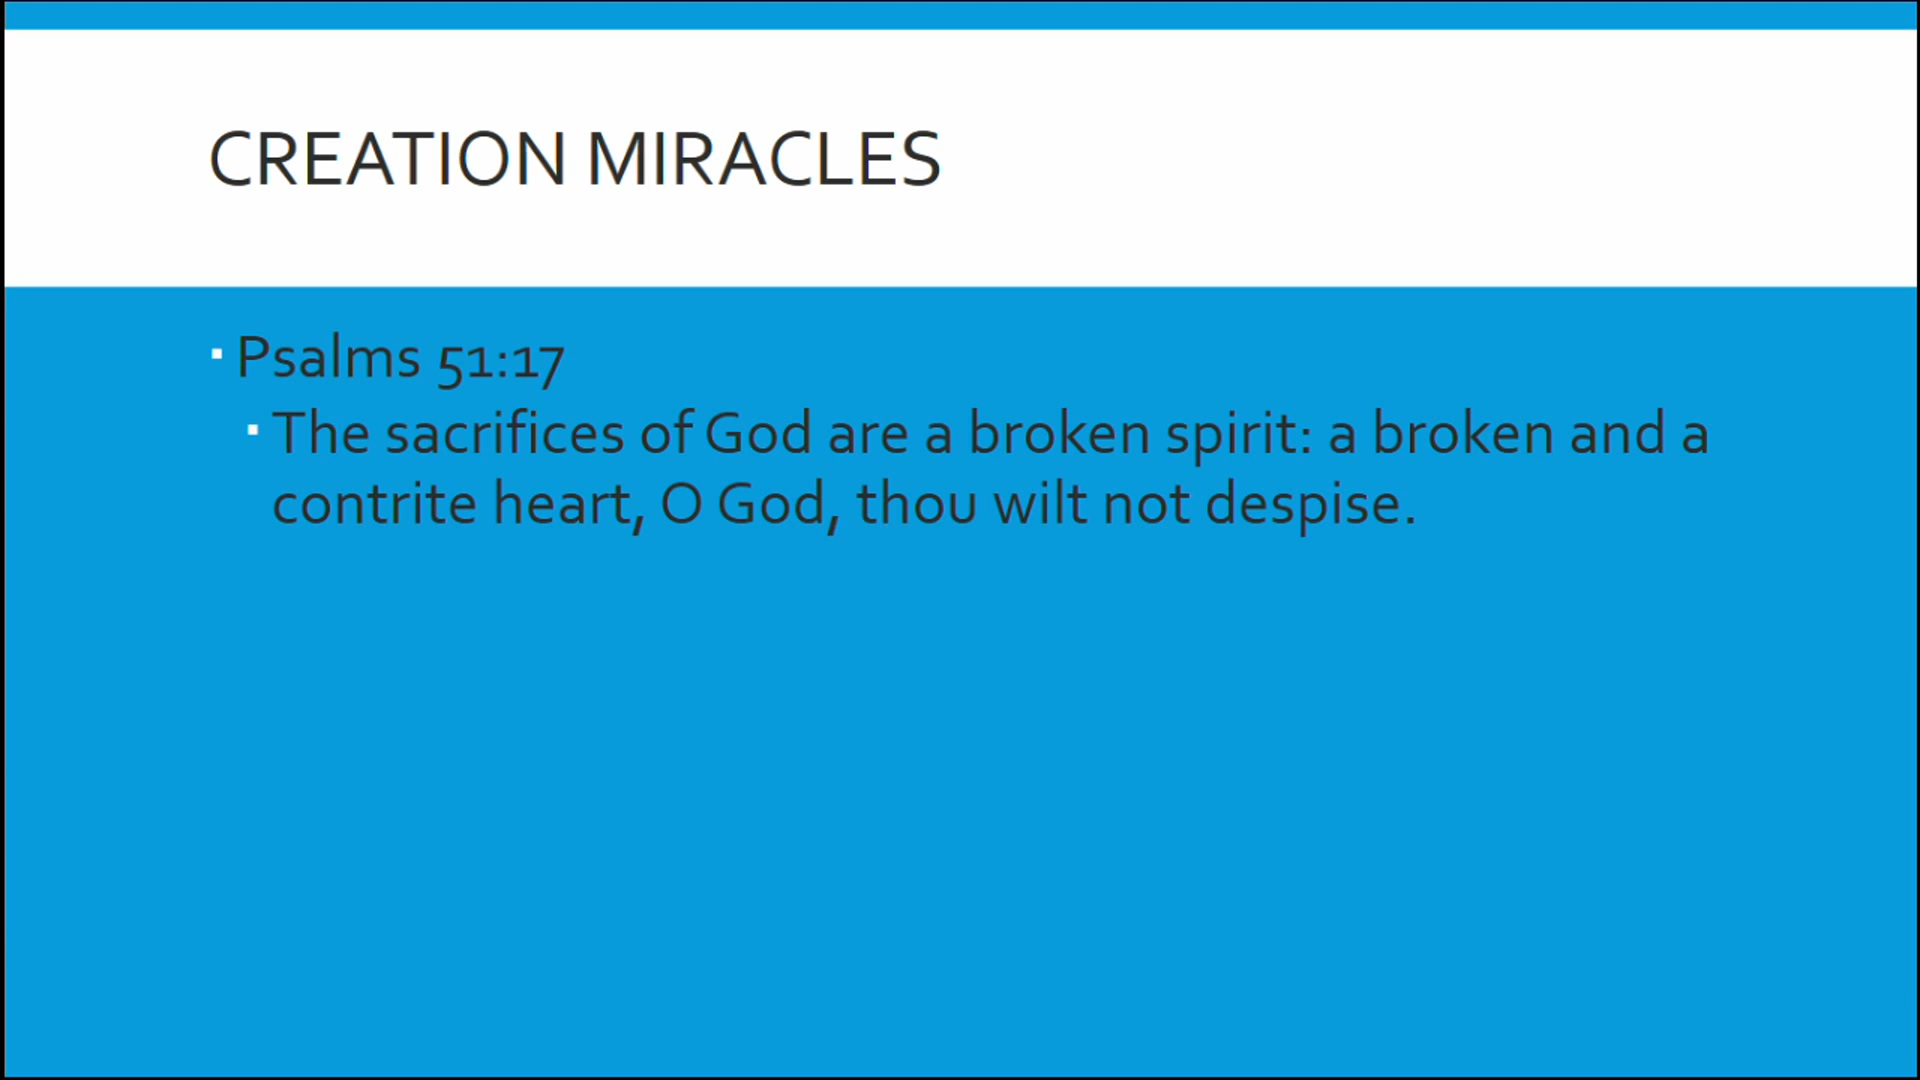 CREATION MIRACLES
Psalms 51:17
The sacrifices of God are a broken spirit: a broken and a
contrite heart, O God, thou wilt not despise.